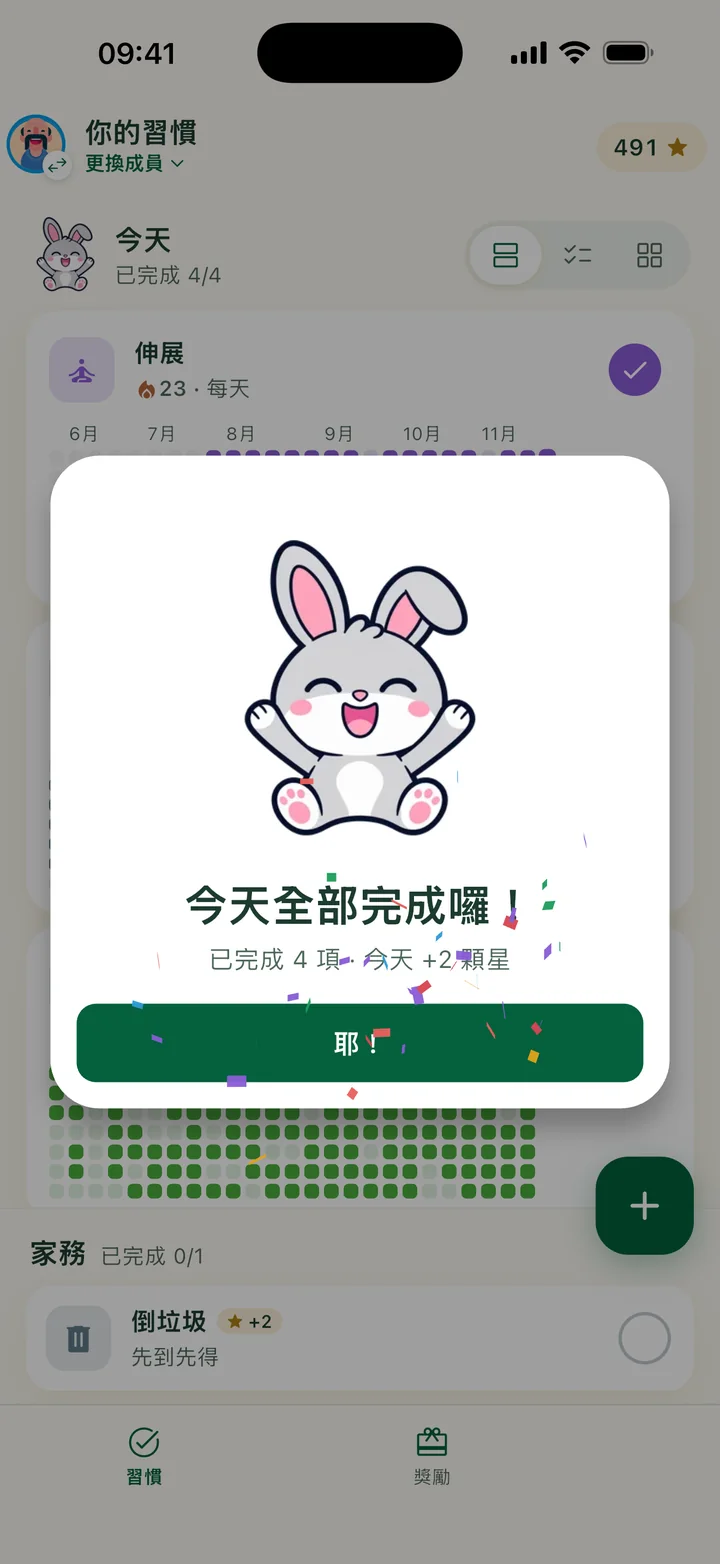 09:41
你的習慣
更換成員
491
今天
已完成 4/4
伸展
23 · 每天
6月 7月 8月 9月 10月 11月
今天全部完成囉！
已完成 4 項 · 今天 +2 顆星
耶！
家務 已完成 0/1
倒垃圾 +2
先到先得
習慣 獎勵